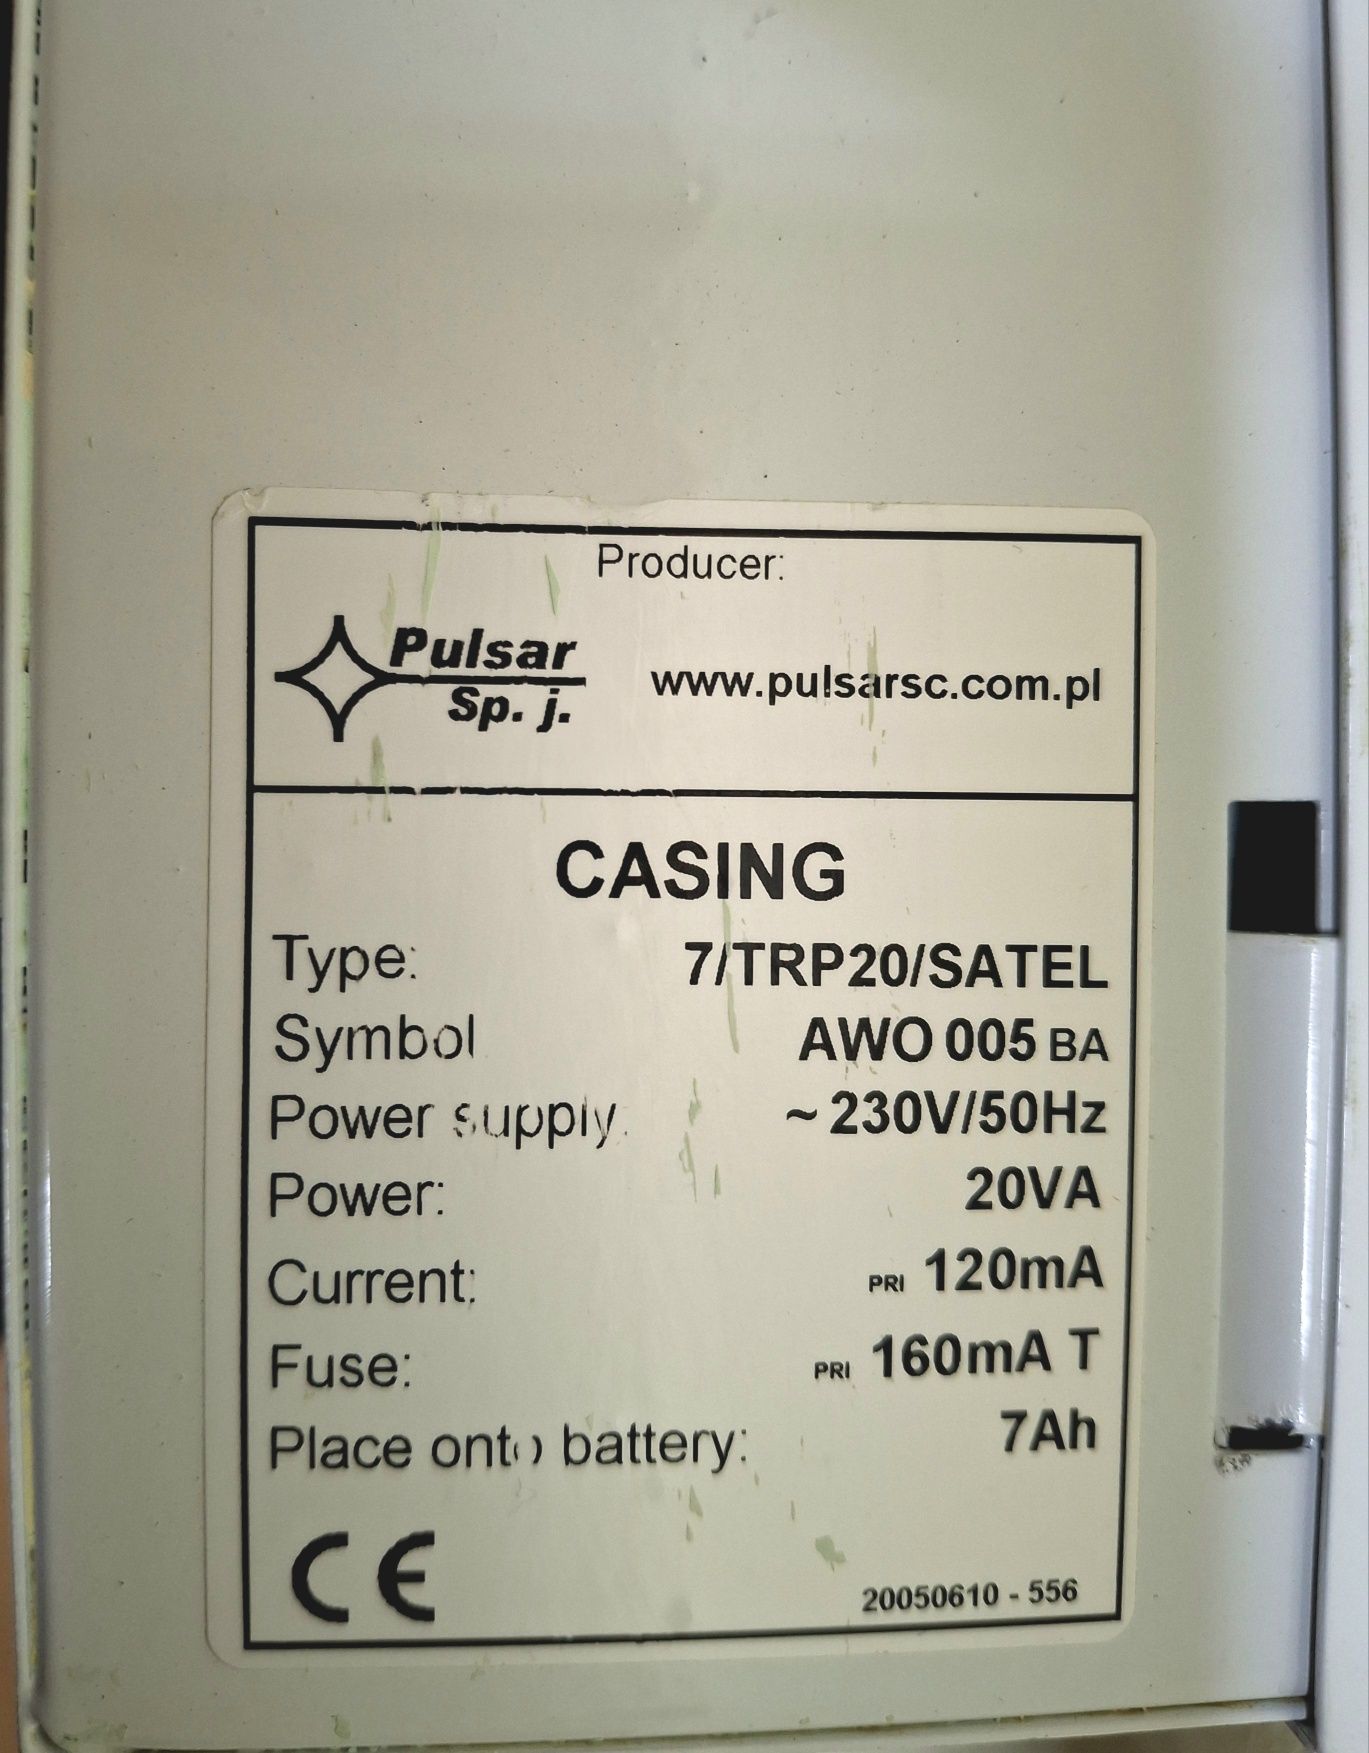 Producer:
Pulsar
Sp. j.
www.pulsarsc.com.pl
CASING
Type: 7/TRP20/SATEL
Symbol AWO 005 BA
Power supply: ~ 230V/50Hz
Power: 20VA
Current: PRI 120mA
Fuse: PRI 160mA T
Place onto battery: 7Ah
CE
20050610 - 556